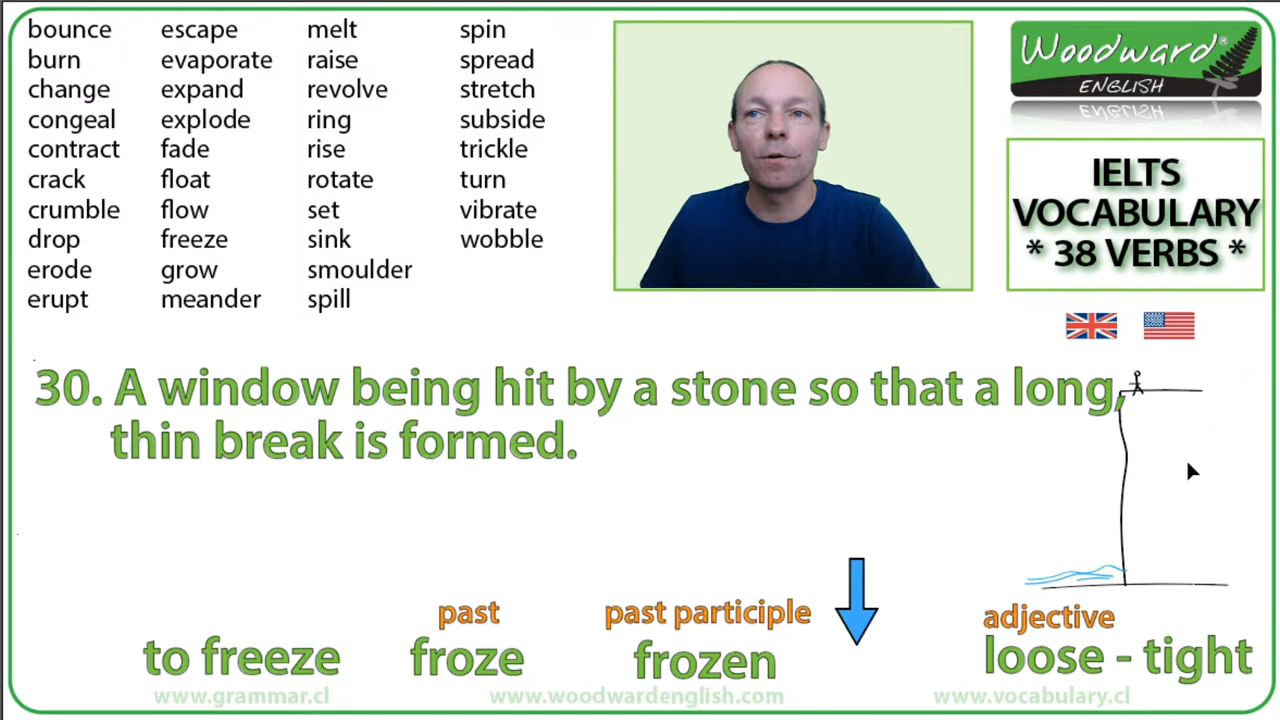 bounce escape melt spin
burn evaporate raise spread
change expand revolve stretch
congeal explode ring subside
contract fade rise trickle
crack float rotate turn
crumble flow set vibrate
drop freeze sink wobble
erode grow smoulder
erupt meander spill
Woodward®
ENGLISH
IELTS
VOCABULARY
* 38 VERBS *
30. A window being hit by a stone so that a long,
thin break is formed.
past past participle adjective
to freeze froze frozen loose - tight
www.grammar.cl www.woodwardenglish.com www.vocabulary.cl